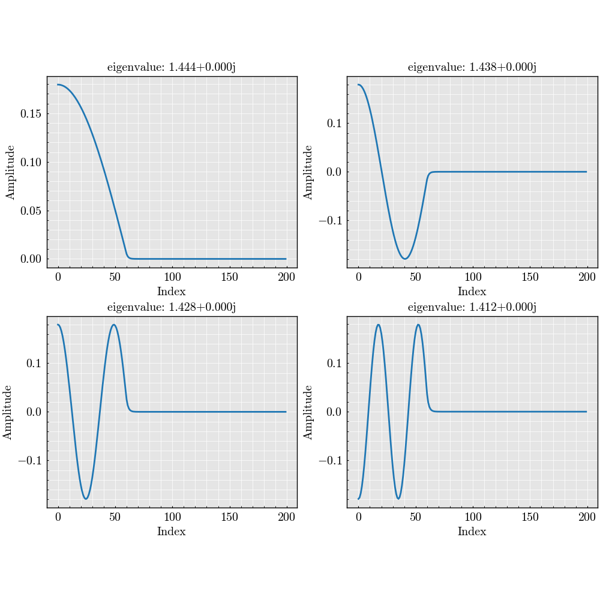 eigenvalue: 1.444+0.000j
eigenvalue: 1.438+0.000j
Amplitude
0.15
0.10
0.05
0.00
0 50 100 150 200
Index
Amplitude
0.1
0.0
−0.1
0 50 100 150 200
Index
eigenvalue: 1.428+0.000j
eigenvalue: 1.412+0.000j
Amplitude
0.1
0.0
−0.1
0 50 100 150 200
Index
Amplitude
0.1
0.0
−0.1
0 50 100 150 200
Index